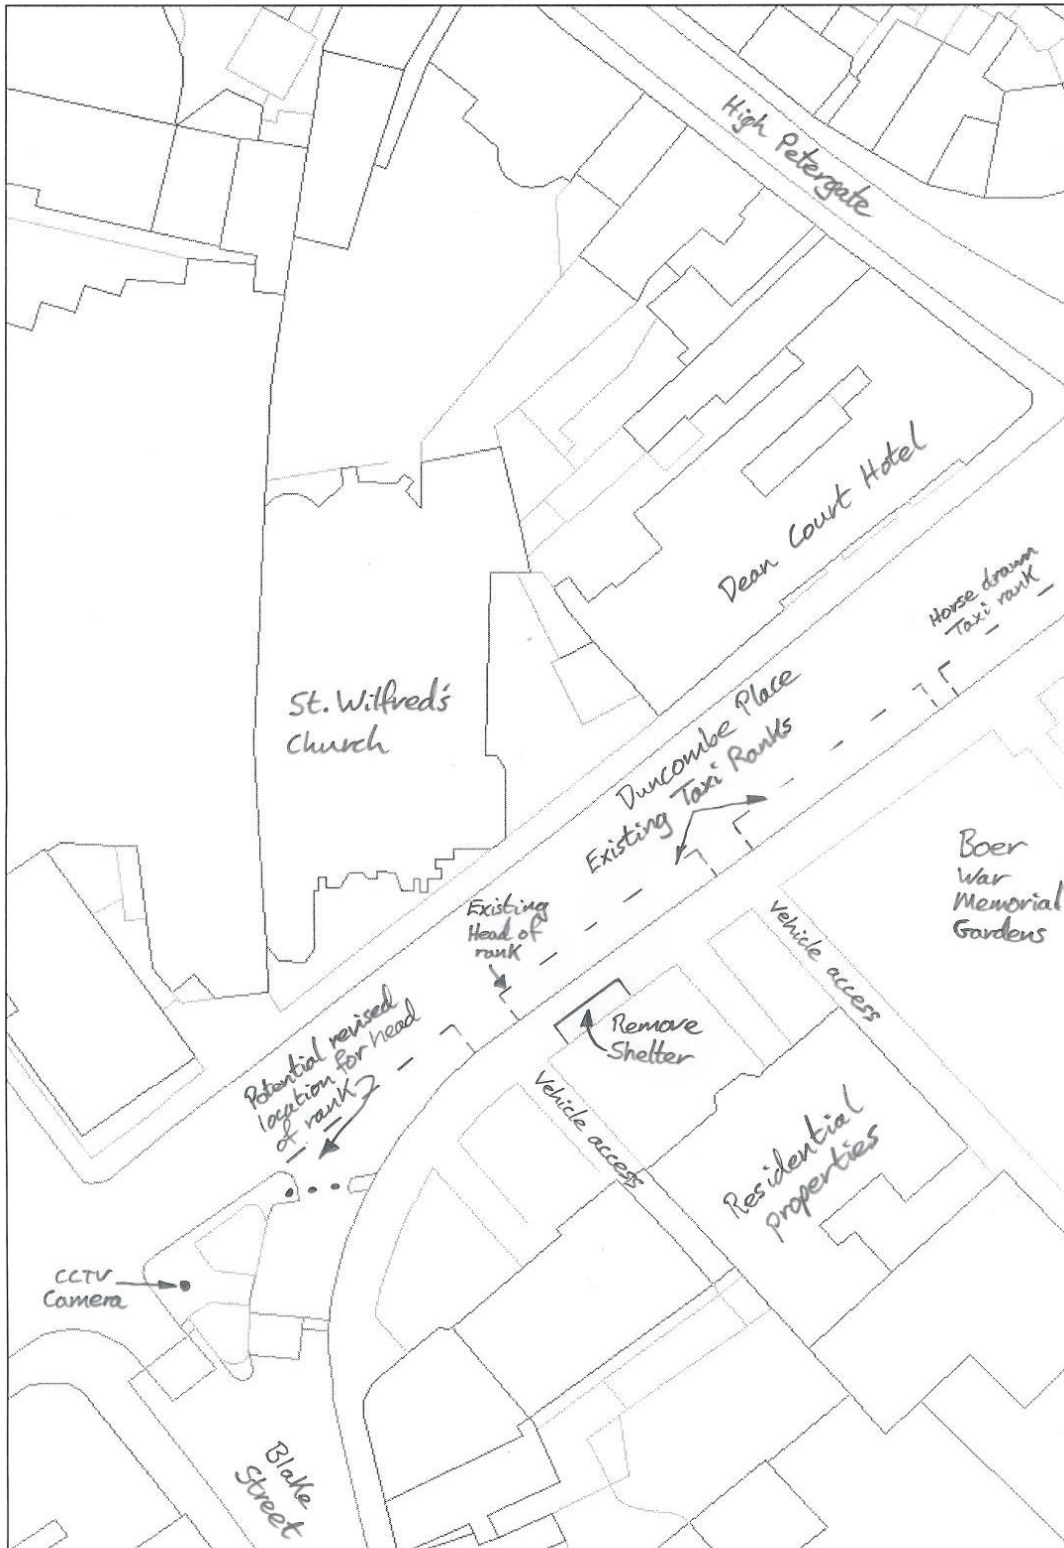 High Petergate
Dean Court Hotel
Horse drawn
Taxi rank
St. Wilfred's
Church
Duncombe Place
Existing Taxi Ranks
Boer
War
Memorial
Gardens
Existing
Head of
rank
Vehicle access
Remove
Shelter
Potential revised
location for head
of rank?
Vehicle access
Residential
properties
CCTV
Camera
Blake
Street